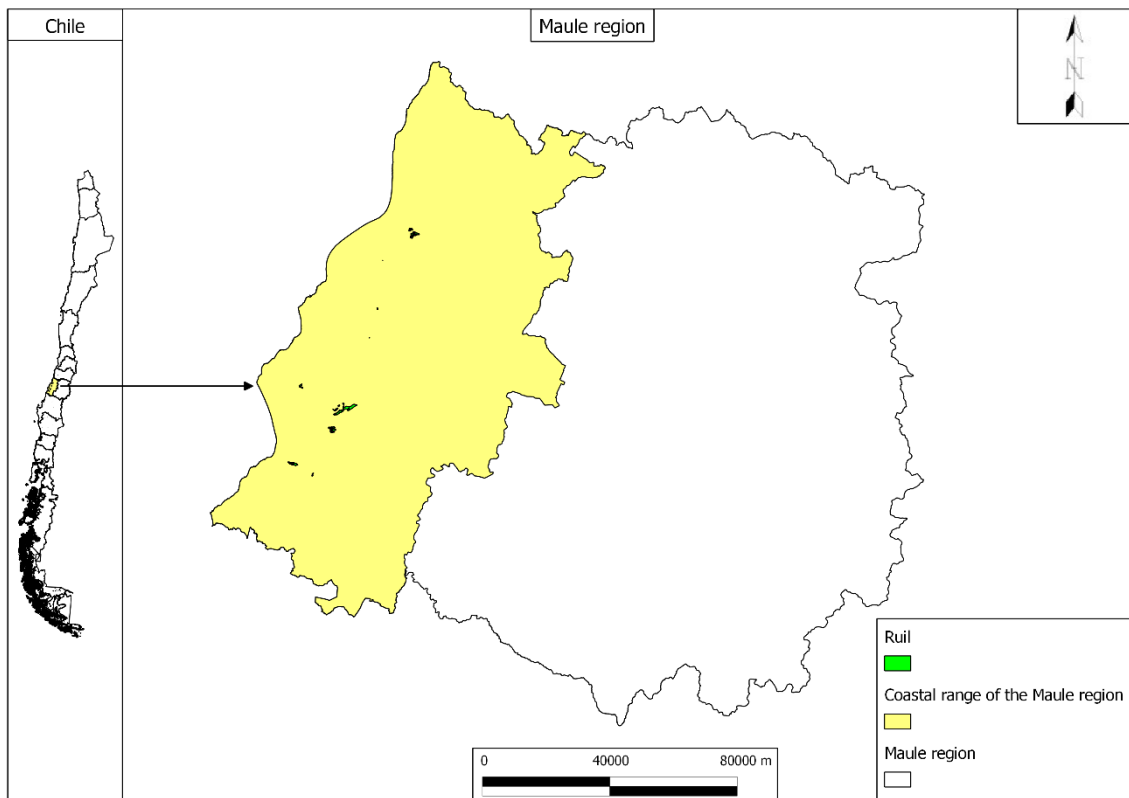 Chile
Maule region
N
Ruil
Coastal range of the Maule region
Maule region
0 40000 80000 m